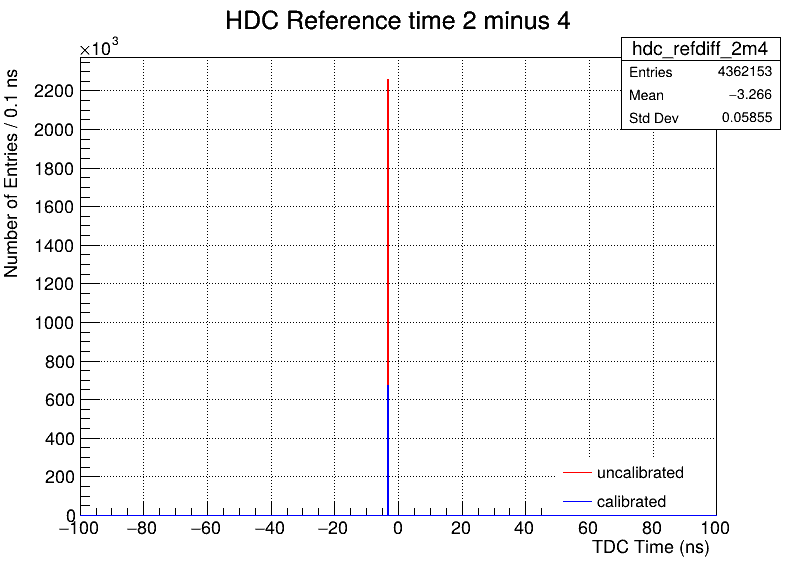 HDC Reference time 2 minus 4
×10³
hdc_refdiff_2m4
Entries 4362153
Mean −3.266
Std Dev 0.05855
Number of Entries / 0.1 ns
2200
2000
1800
1600
1400
1200
1000
800
600
400
200
0
uncalibrated
calibrated
−100 −80 −60 −40 −20 0 20 40 60 80 100
TDC Time (ns)